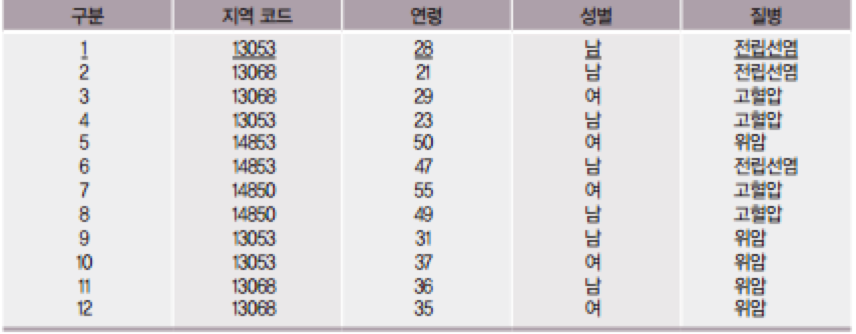 구분 지역 코드 연령 성별 질병
1 13053 28 남 전립선염
2 13068 21 남 전립선염
3 13068 29 여 고혈압
4 13053 23 남 고혈압
5 14853 50 여 위암
6 14853 47 남 전립선염
7 14850 55 여 고혈압
8 14850 49 남 고혈압
9 13053 31 남 위암
10 13053 37 여 위암
11 13068 36 남 위암
12 13068 35 여 위암